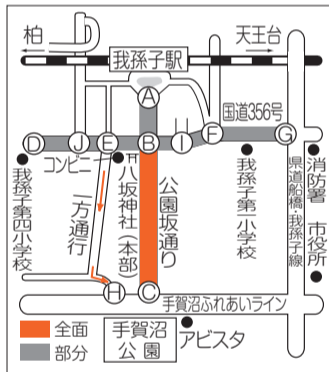 柏
天王台
我孫子駅
A
国道356号
D
J
E
B
I
F
G
コンビニ
我孫子第四小学校
一方通行
八坂神社(本部)
公園坂通り
我孫子第一小学校
県道船橋・我孫子線
消防署
市役所
H
C
手賀沼ふれあいライン
全面
部分
手賀沼
公園
アビスタ